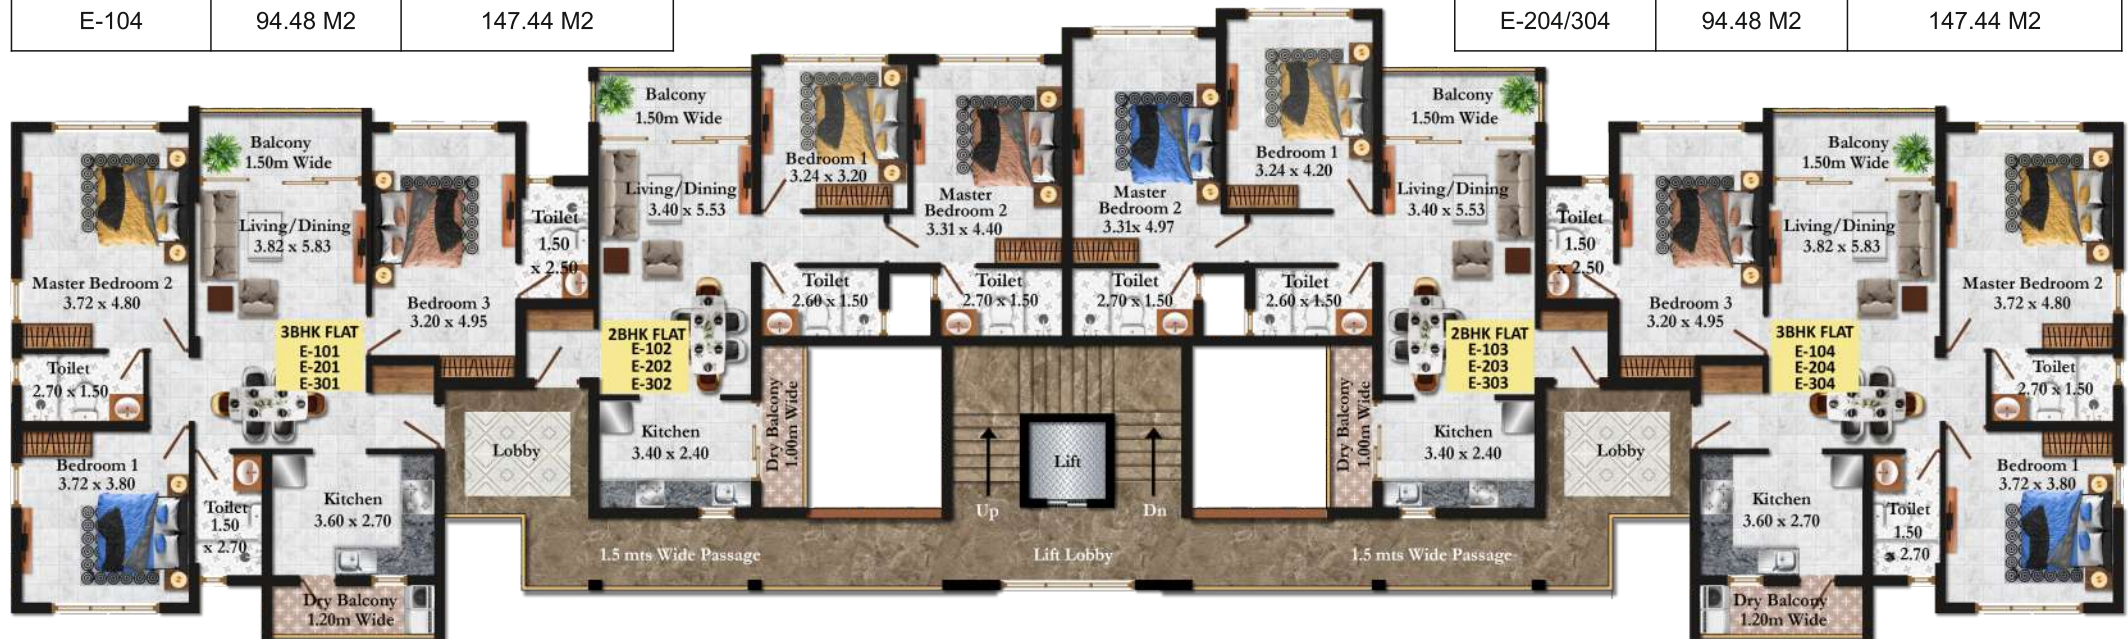 E-104 94.48 M2 147.44 M2
E-204/304 94.48 M2 147.44 M2
Balcony
1.50m Wide
Master Bedroom 2
3.72 x 4.80
Living/Dining
3.82 x 5.83
Bedroom 3
3.20 x 4.95
Toilet
1.50
x 2.50
3BHK FLAT
E-101
E-201
E-301
Toilet
2.70 x 1.50
Bedroom 1
3.72 x 3.80
Toilet
1.50
x 2.70
Kitchen
3.60 x 2.70
Dry Balcony
1.20m Wide
Lobby
Balcony
1.50m Wide
Living/Dining
3.40 x 5.53
Bedroom 1
3.24 x 3.20
Master
Bedroom 2
3.31 x 4.40
Toilet
2.60 x 1.50
Toilet
2.70 x 1.50
2BHK FLAT
E-102
E-202
E-302
Kitchen
3.40 x 2.40
Dry Balcony
1.00m Wide
1.5 mts Wide Passage
Up
Lift
Dn
Lift Lobby
Master
Bedroom 2
3.31x 4.97
Bedroom 1
3.24 x 4.20
Balcony
1.50m Wide
Living/Dining
3.40 x 5.53
Toilet
2.70 x 1.50
Toilet
2.60 x 1.50
2BHK FLAT
E-103
E-203
E-303
Dry Balcony
1.00m Wide
Kitchen
3.40 x 2.40
1.5 mts Wide Passage
Lobby
Toilet
1.50
x 2.50
Bedroom 3
3.20 x 4.95
Balcony
1.50m Wide
Living/Dining
3.82 x 5.83
Master Bedroom 2
3.72 x 4.80
3BHK FLAT
E-104
E-204
E-304
Toilet
2.70 x 1.50
Bedroom 1
3.72 x 3.80
Kitchen
3.60 x 2.70
Toilet
1.50
x 2.70
Dry Balcony
1.20m Wide